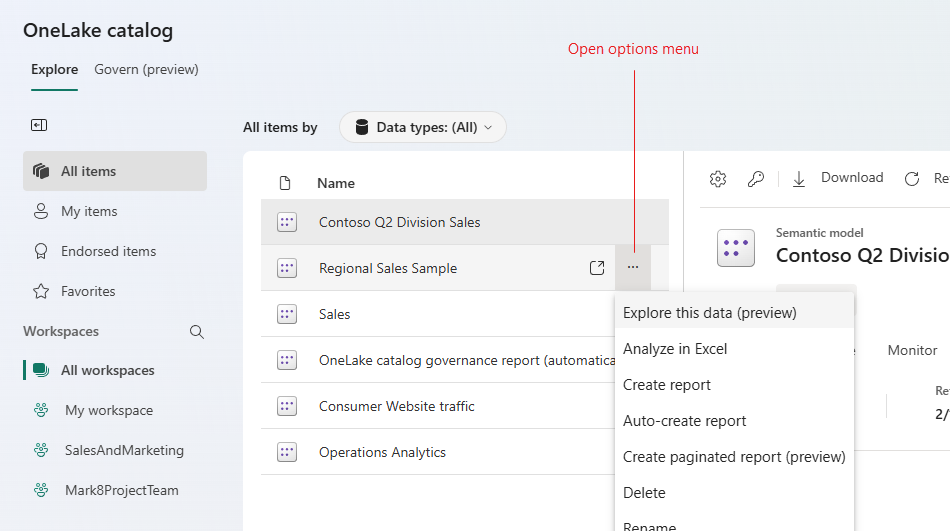 OneLake catalog
Open options menu
Explore Govern (preview)
All items by Data types: (All)
All items
My items
Endorsed items
Favorites
Workspaces
All workspaces
My workspace
SalesAndMarketing
Mark8ProjectTeam
Name
Contoso Q2 Division Sales
Regional Sales Sample
Sales
OneLake catalog governance report (automatica
Consumer Website traffic
Operations Analytics
Explore this data (preview)
Analyze in Excel
Create report
Auto-create report
Create paginated report (preview)
Delete
Rename
Download
Semantic model
Contoso Q2 Divisio
Monitor
2/